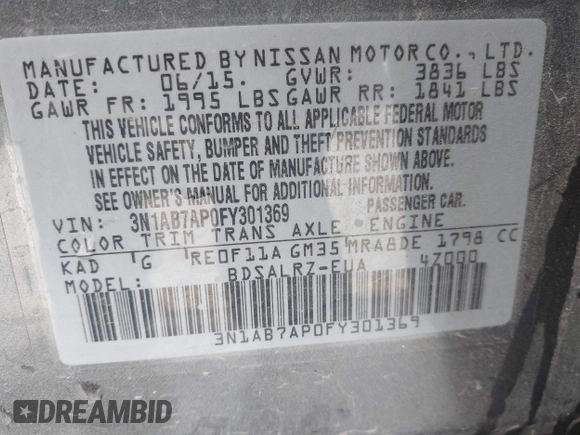 MANUFACTURED BY NISSAN MOTOR CO., LTD.
DATE: 06/15. GVWR: 3836 LBS
GAWR FR: 1995 LBS GAWR RR: 1841 LBS
THIS VEHICLE CONFORMS TO ALL APPLICABLE FEDERAL MOTOR
VEHICLE SAFETY, BUMPER AND THEFT PREVENTION STANDARDS
IN EFFECT ON THE DATE OF MANUFACTURE SHOWN ABOVE.
SEE OWNER'S MANUAL FOR ADDITIONAL INFORMATION.
VIN: 3N1AB7AP0FY301369 PASSENGER CAR.
COLOR TRIM TRANS AXLE ENGINE
KAD G RE0F11A GM35 MRA8DE 1798 CC
MODEL: BDSALRZ-EUA 4Z000
3N1AB7AP0FY301369
DREAMBID